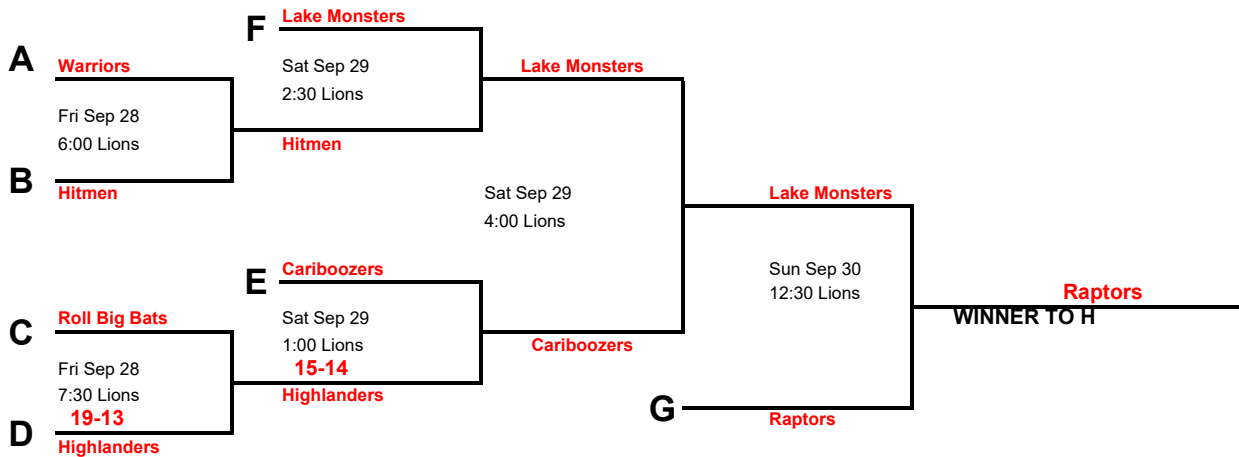 F
Lake Monsters
A
Warriors
Sat Sep 29
2:30 Lions
Lake Monsters
Fri Sep 28
6:00 Lions
Hitmen
B
Hitmen
Sat Sep 29
4:00 Lions
Lake Monsters
E
Cariboozers
Sun Sep 30
12:30 Lions
Raptors
WINNER TO H
C
Roll Big Bats
Sat Sep 29
1:00 Lions
Cariboozers
15-14
Highlanders
Fri Sep 28
7:30 Lions
19-13
G
Raptors
D
Highlanders